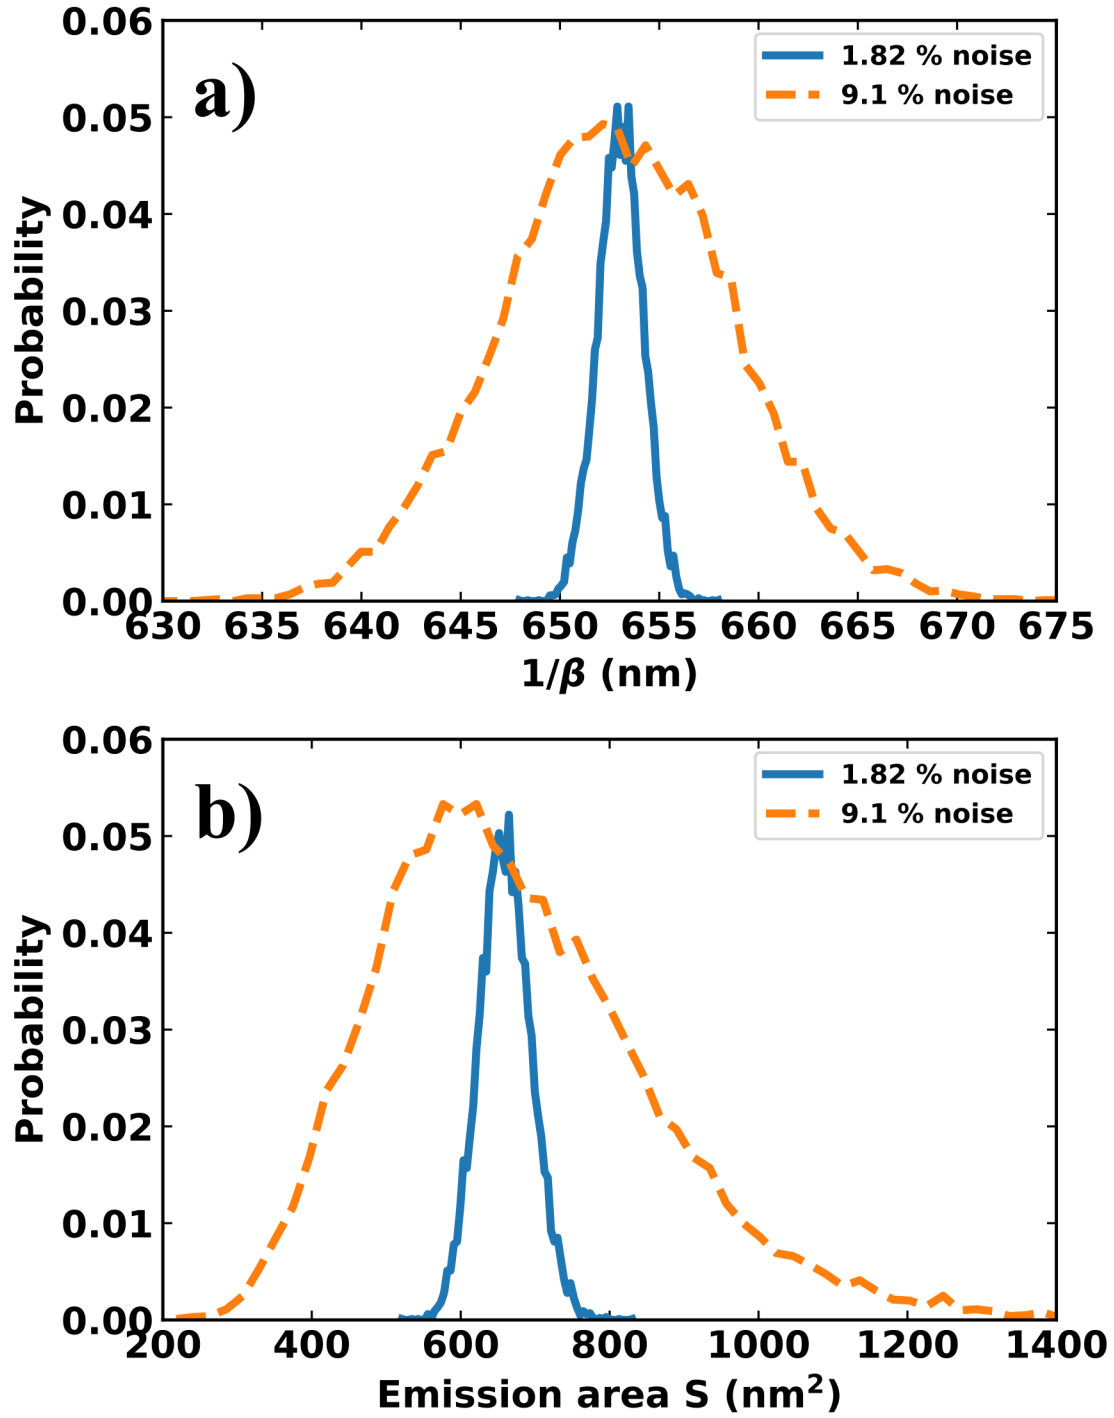 0.06
0.05
0.04
0.03
0.02
0.01
0.00
Probability
a)
1.82 % noise
9.1 % noise
630 635 640 645 650 655 660 665 670 675
1/β (nm)
0.06
0.05
0.04
0.03
0.02
0.01
0.00
Probability
b)
1.82 % noise
9.1 % noise
200 400 600 800 1000 1200 1400
Emission area S (nm²)